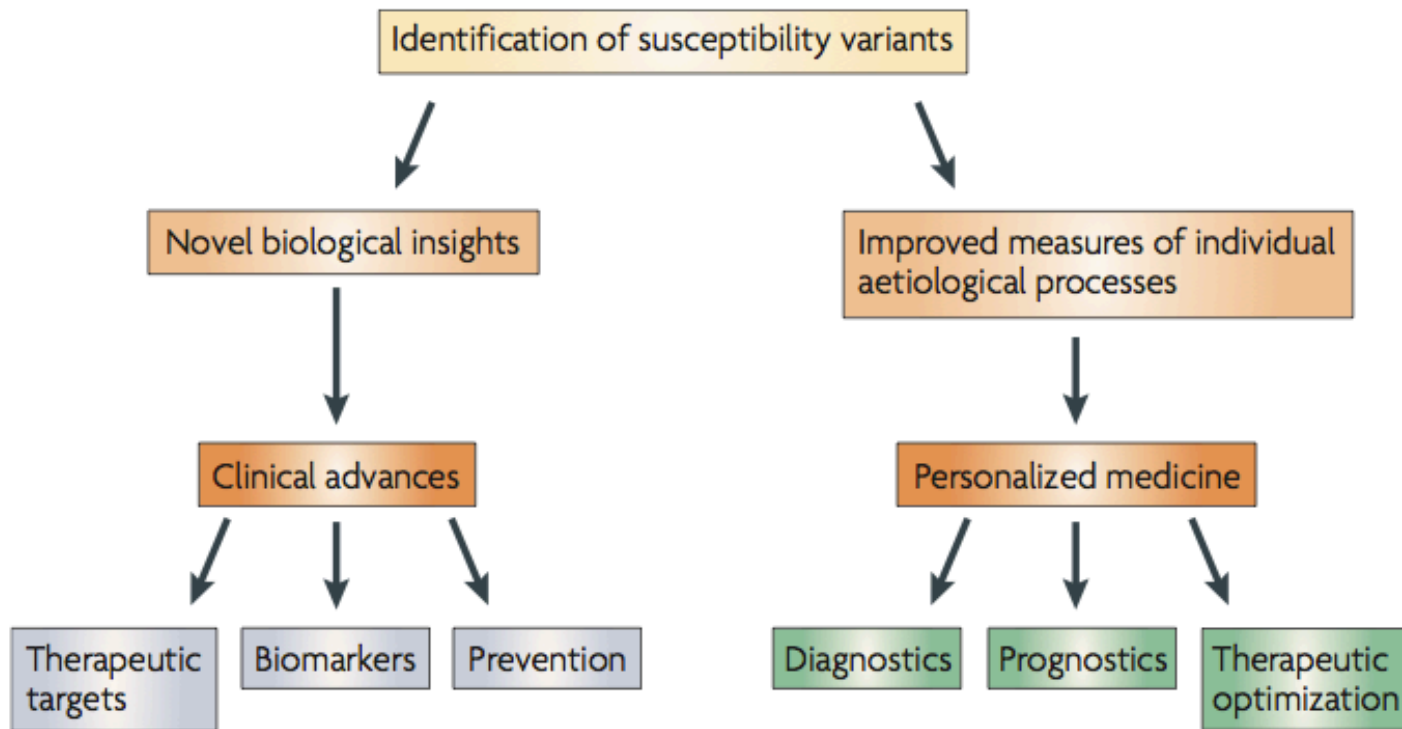 Identification of susceptibility variants
Novel biological insights
Improved measures of individual
aetiological processes
Clinical advances
Personalized medicine
Therapeutic
targets
Biomarkers
Prevention
Diagnostics
Prognostics
Therapeutic
optimization